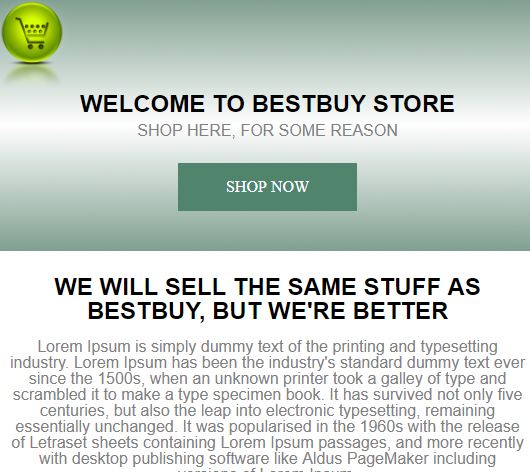 WELCOME TO BESTBUY STORE
SHOP HERE, FOR SOME REASON
SHOP NOW
WE WILL SELL THE SAME STUFF AS
BESTBUY, BUT WE'RE BETTER
Lorem Ipsum is simply dummy text of the printing and typesetting
industry. Lorem Ipsum has been the industry's standard dummy text ever
since the 1500s, when an unknown printer took a galley of type and
scrambled it to make a type specimen book. It has survived not only five
centuries, but also the leap into electronic typesetting, remaining
essentially unchanged. It was popularised in the 1960s with the release
of Letraset sheets containing Lorem Ipsum passages, and more recently
with desktop publishing software like Aldus PageMaker including
versions of Lorem Ipsum.